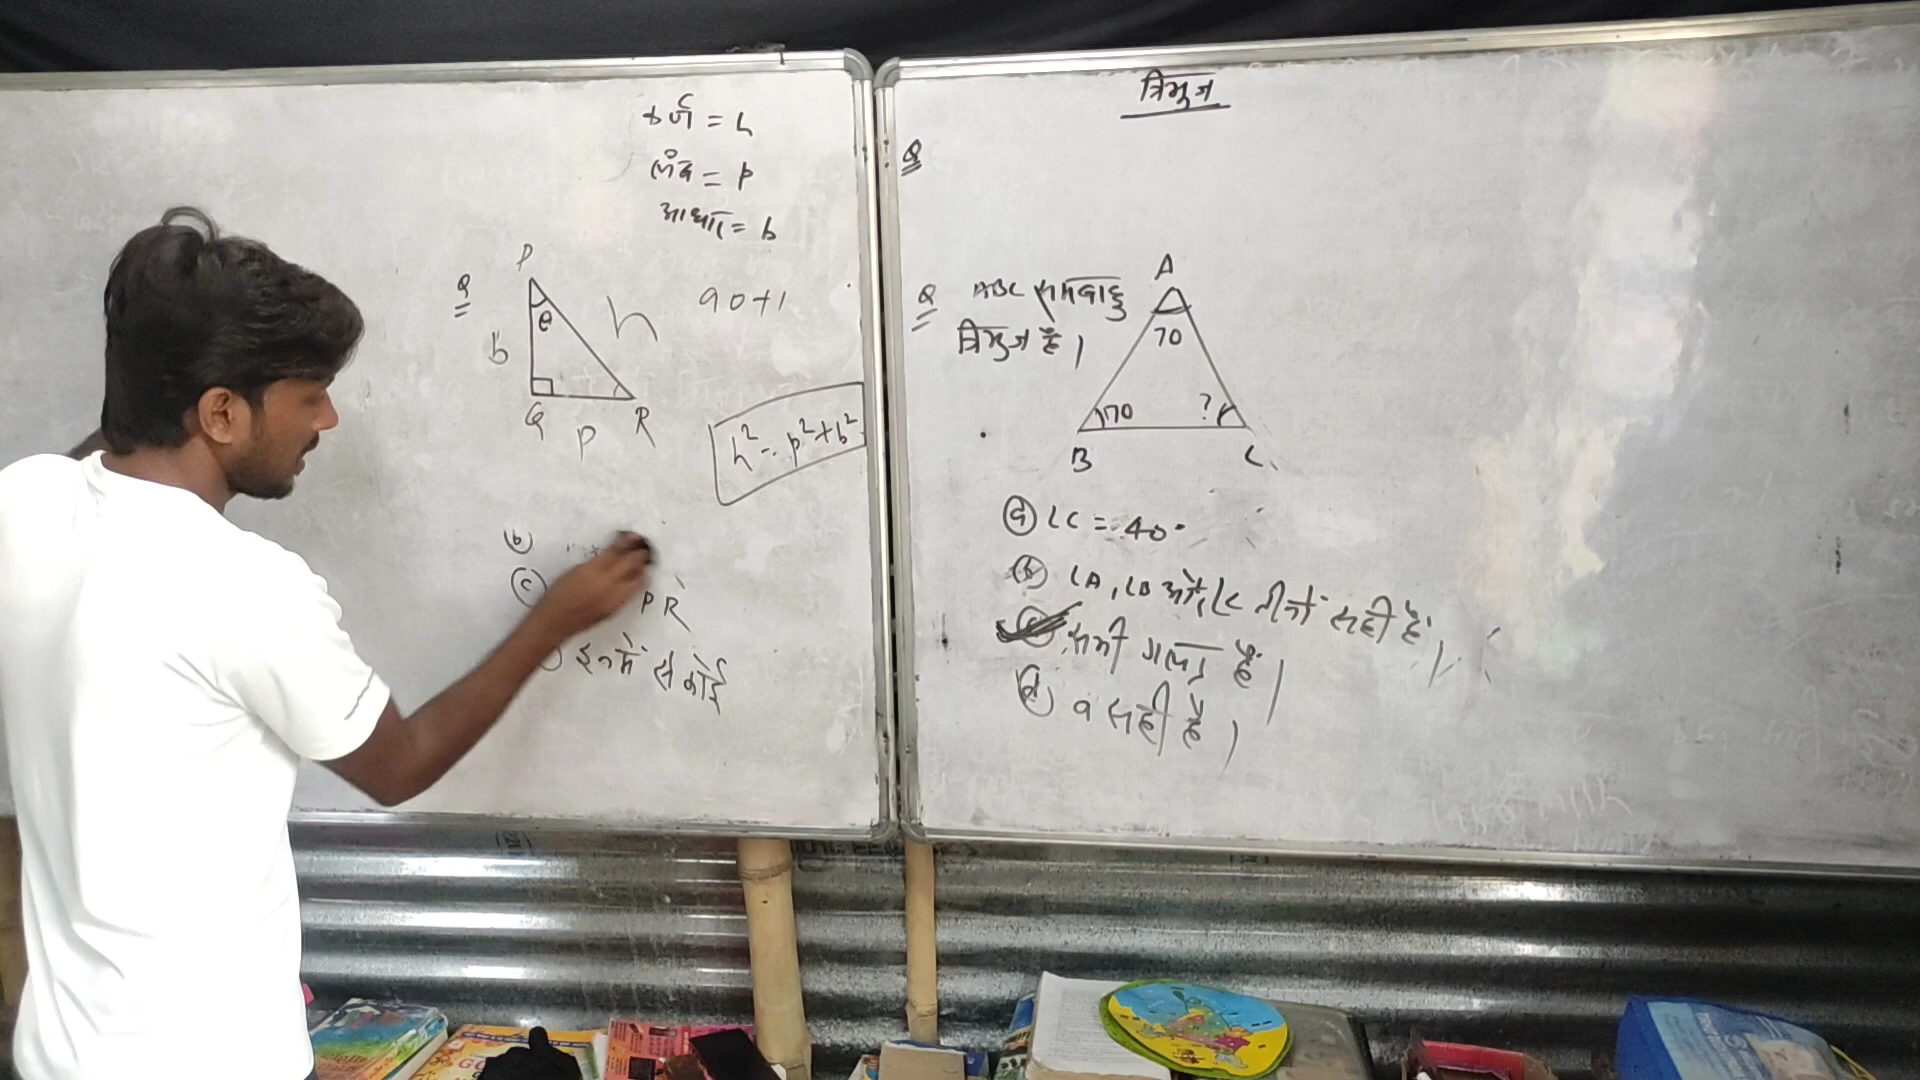 कर्ण = h
लंब = p
आधार = b
Q
P
θ
b
h
90+1
Q
P
R
h² = p² + b²
(b)
(c) PR
इनमें से कोई
त्रिभुज
Q
Q ABC समबाहु
त्रिभुज है।
A
70
70
?
B
C
(a) ∠C = 40°
(b) ∠A, ∠B और ∠C तीनों सही हैं।
(c) सभी गलत हैं।
(d) a सही है।